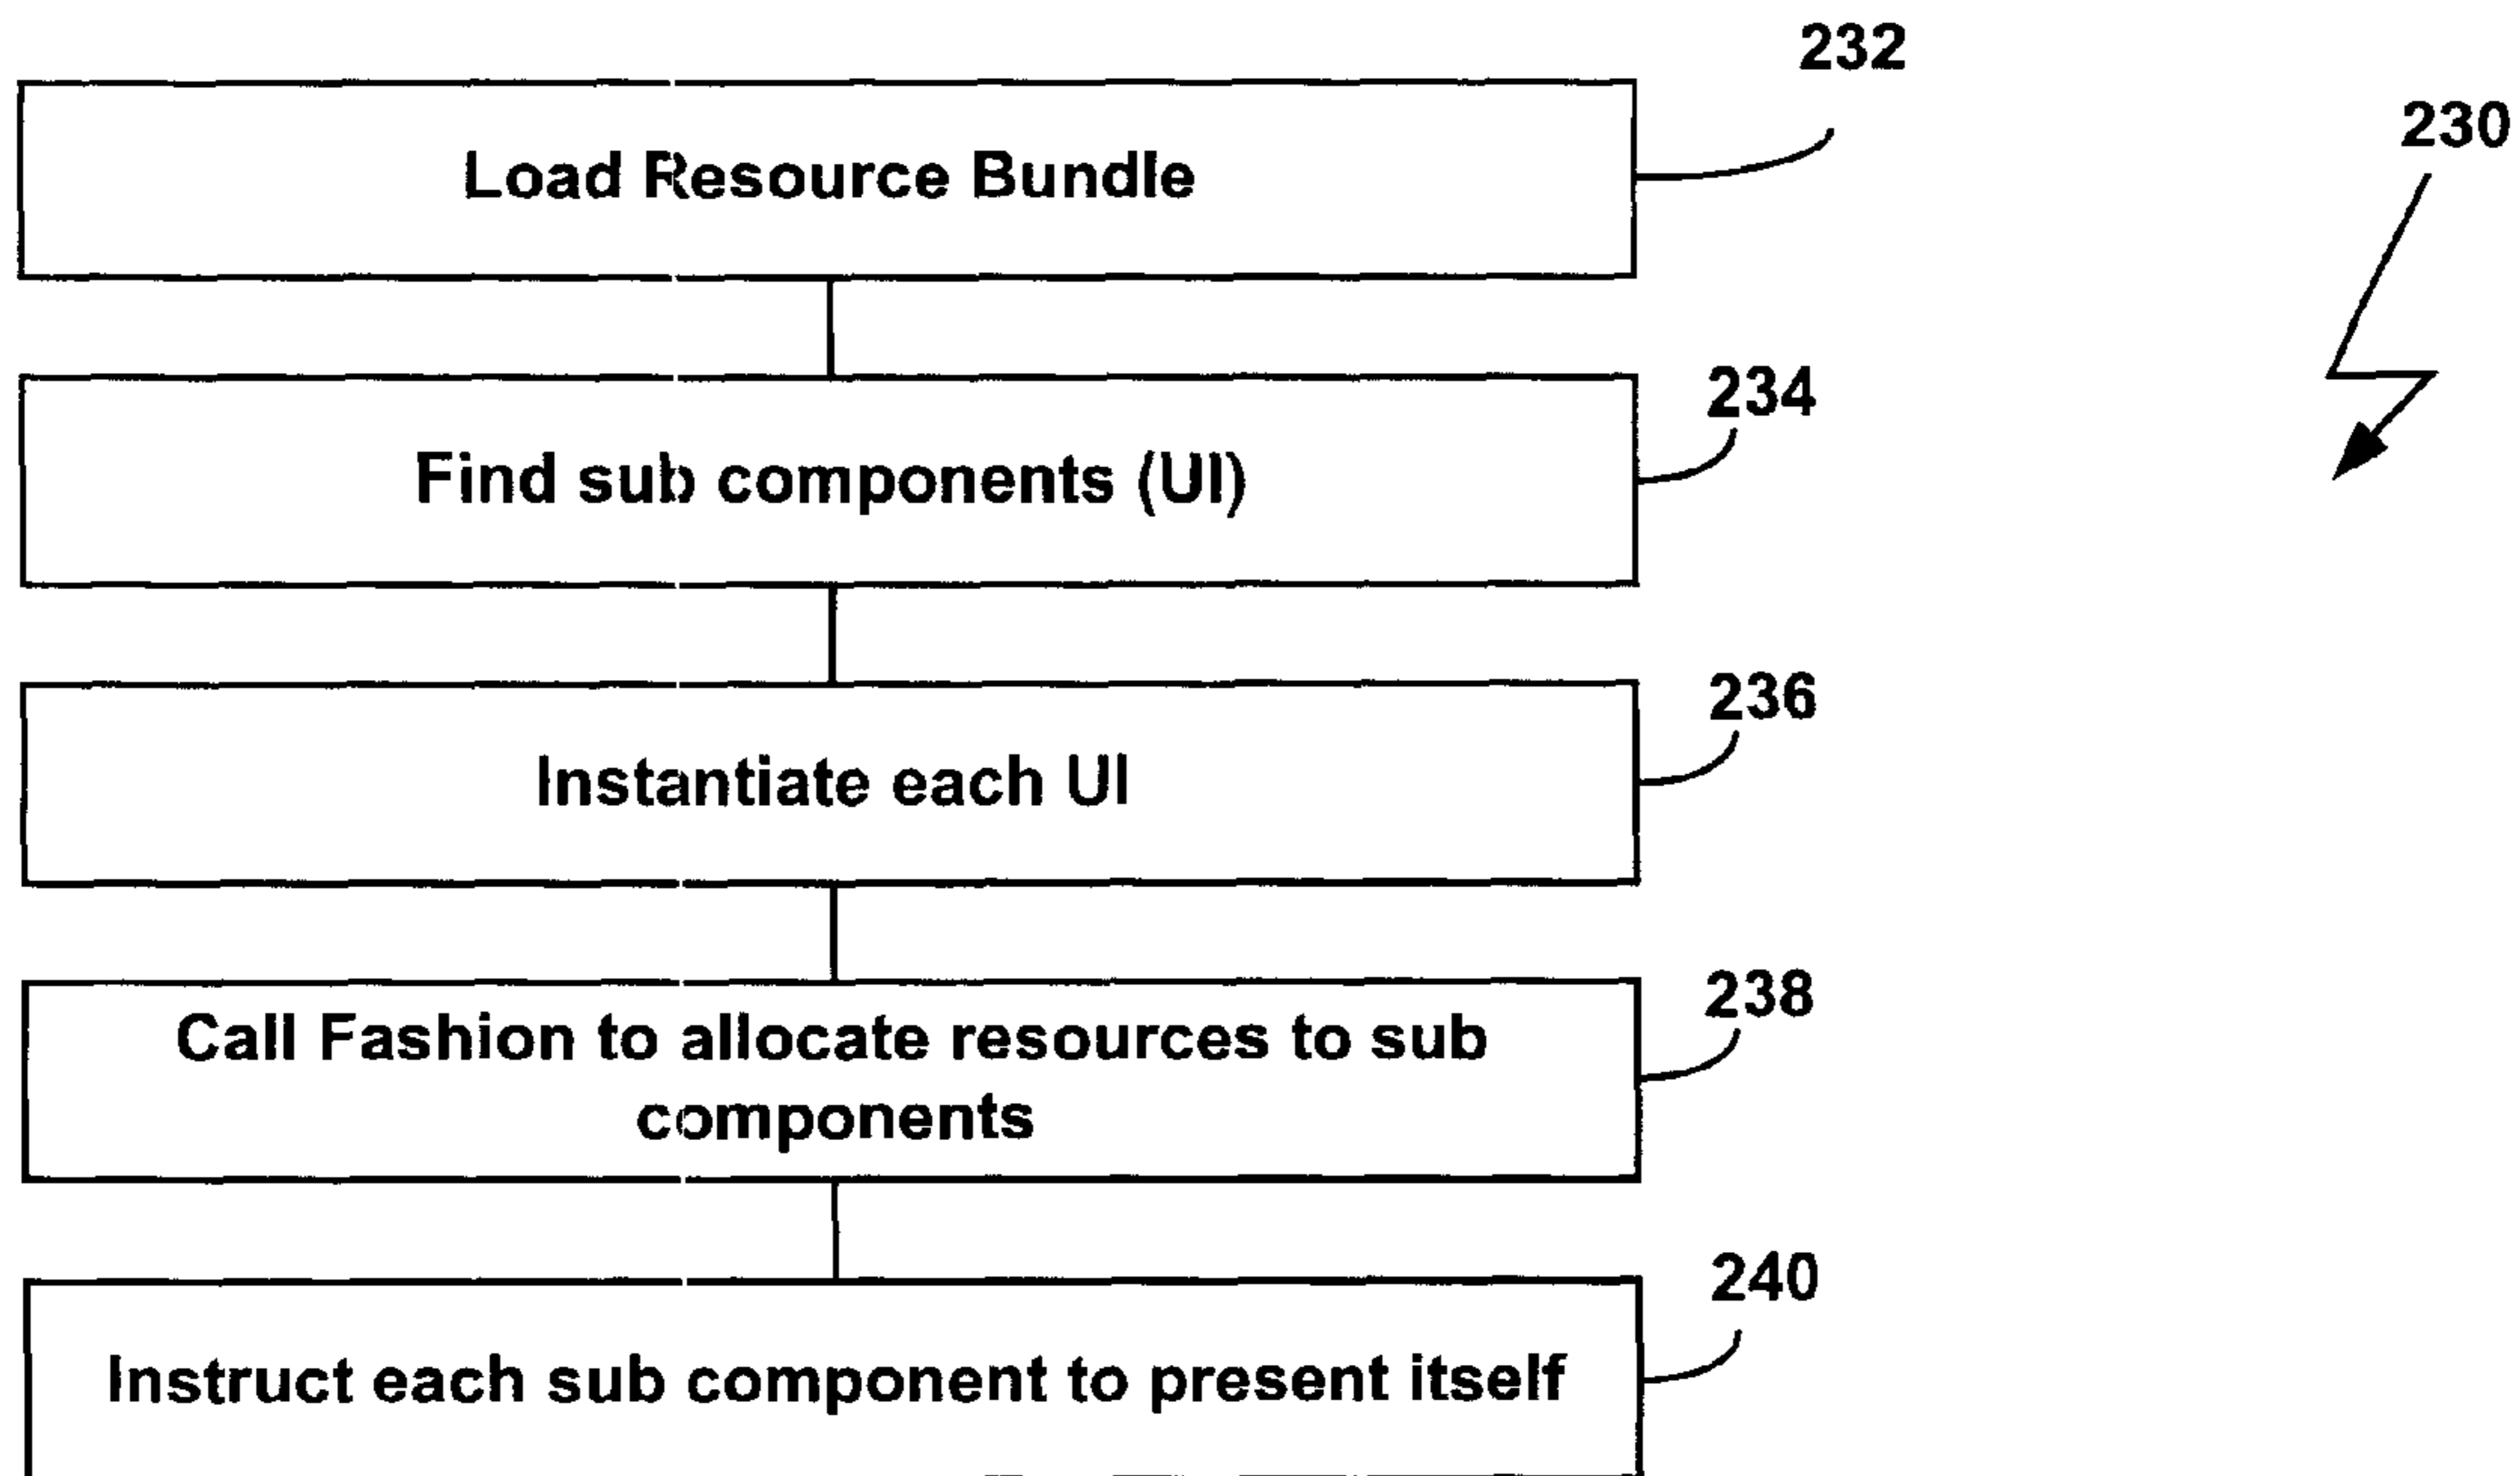 232
230
Load Resource Bundle
234
Find sub components (UI)
236
Instantiate each UI
238
Call Fashion to allocate resources to sub
components
240
Instruct each sub component to present itself